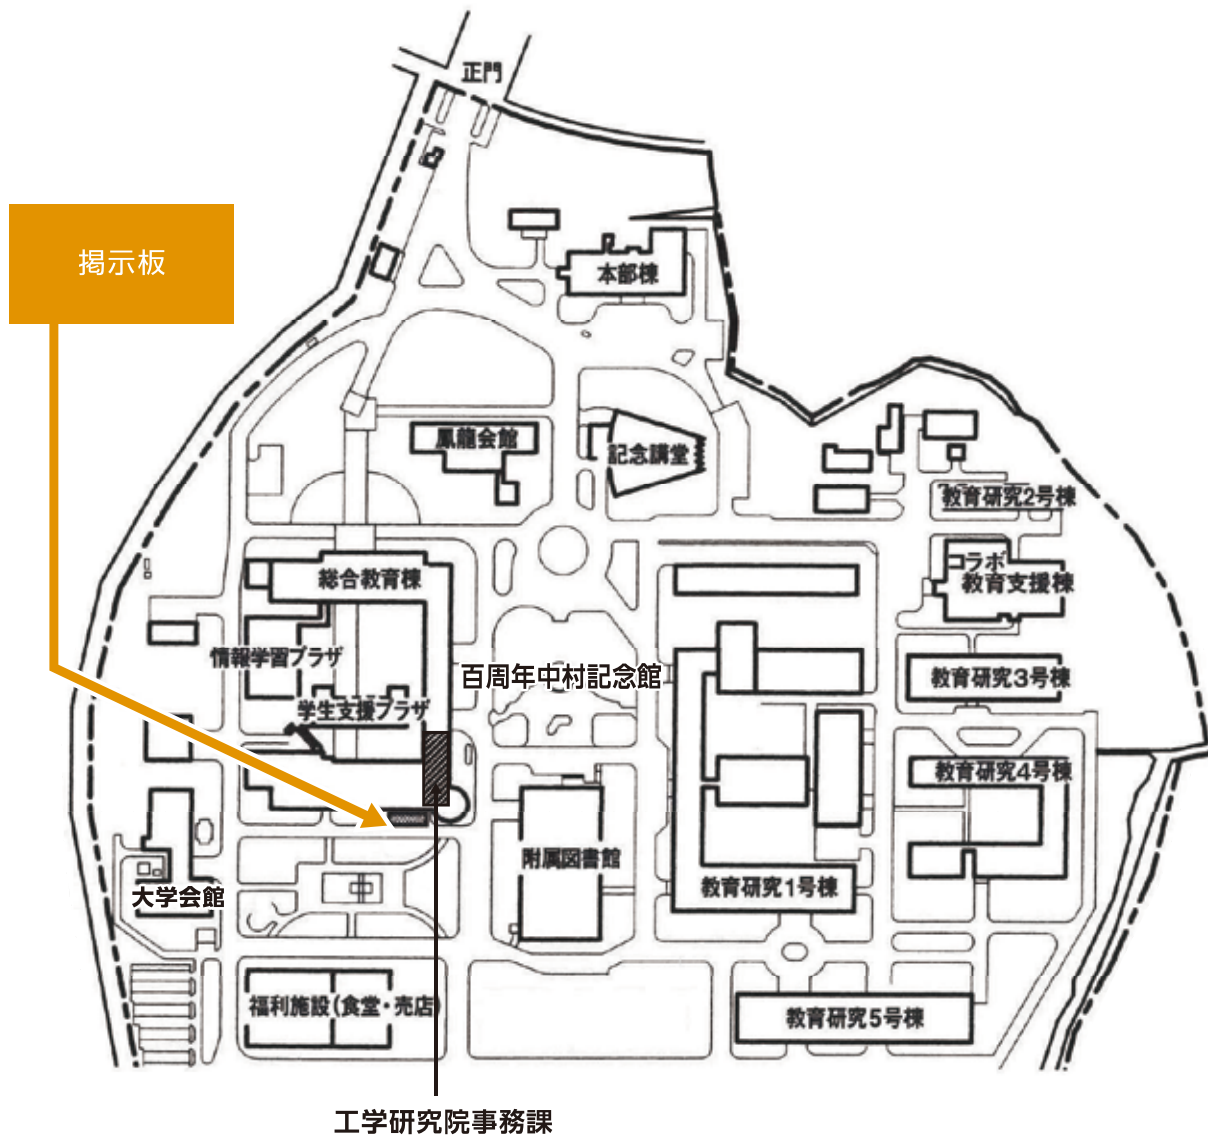 正門
掲示板
本部棟
鳳龍会館
記念講堂
教育研究2号棟
ラボ
教育支援棟
総合教育棟
情報学習プラザ
百周年中村記念館
教育研究3号棟
学生支援プラザ
教育研究4号棟
附属図書館
教育研究1号棟
大学会館
福利施設(食堂・売店)
教育研究5号棟
工学研究院事務課